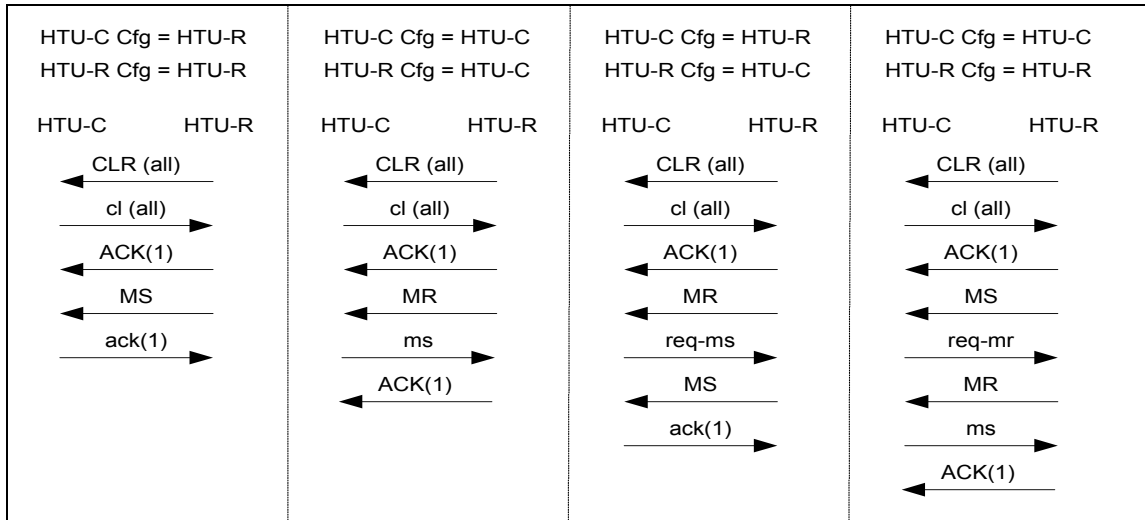 HTU-C Cfg = HTU-R
HTU-R Cfg = HTU-R
HTU-C HTU-R
CLR (all)
cl (all)
ACK(1)
MS
ack(1)
HTU-C Cfg = HTU-C
HTU-R Cfg = HTU-C
HTU-C HTU-R
CLR (all)
cl (all)
ACK(1)
MR
ms
ACK(1)
HTU-C Cfg = HTU-R
HTU-R Cfg = HTU-C
HTU-C HTU-R
CLR (all)
cl (all)
ACK(1)
MR
req-ms
MS
ack(1)
HTU-C Cfg = HTU-C
HTU-R Cfg = HTU-R
HTU-C HTU-R
CLR (all)
cl (all)
ACK(1)
MS
req-mr
MR
ms
ACK(1)